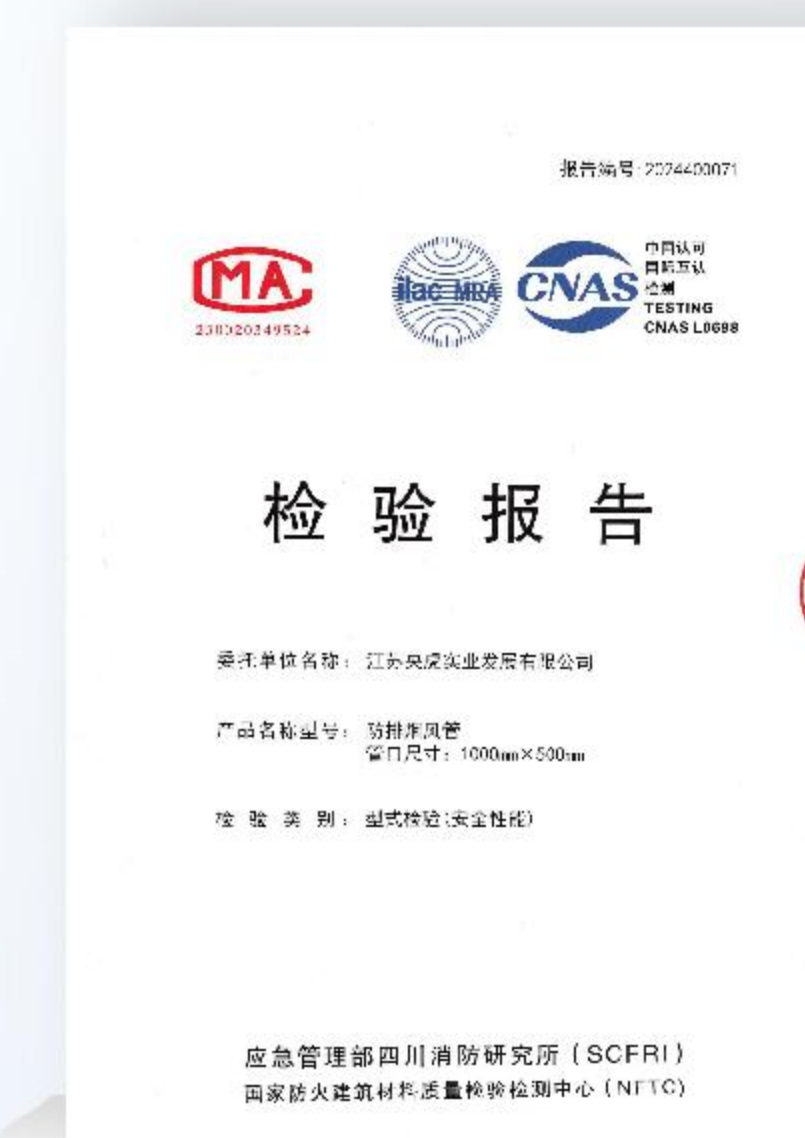 报告编号:2024400071
MA
230020349524
ilac-MRA
CNAS
中国认可
国际互认
检测
TESTING
CNAS L0698
检验报告
委托单位名称：江苏央虎实业发展有限公司
产品名称型号：防排烟风管
管口尺寸：1000mm×500mm
检验类别：型式检验(安全性能)
应急管理部四川消防研究所（SCFRI）
国家防火建筑材料质量检验检测中心（NFTC）